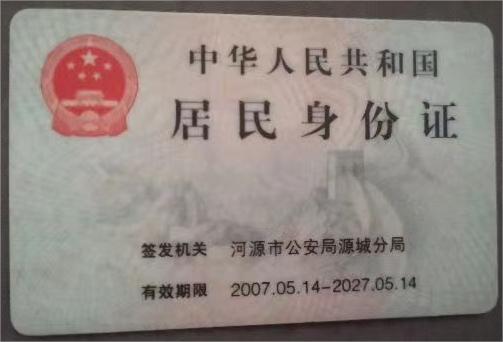 中华人民共和国
居民身份证
签发机关 河源市公安局源城分局
有效期限 2007.05.14-2027.05.14